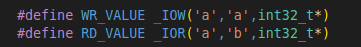 #define WR_VALUE _IOW('a','a',int32_t*)
#define RD_VALUE _IOR('a','b',int32_t*)